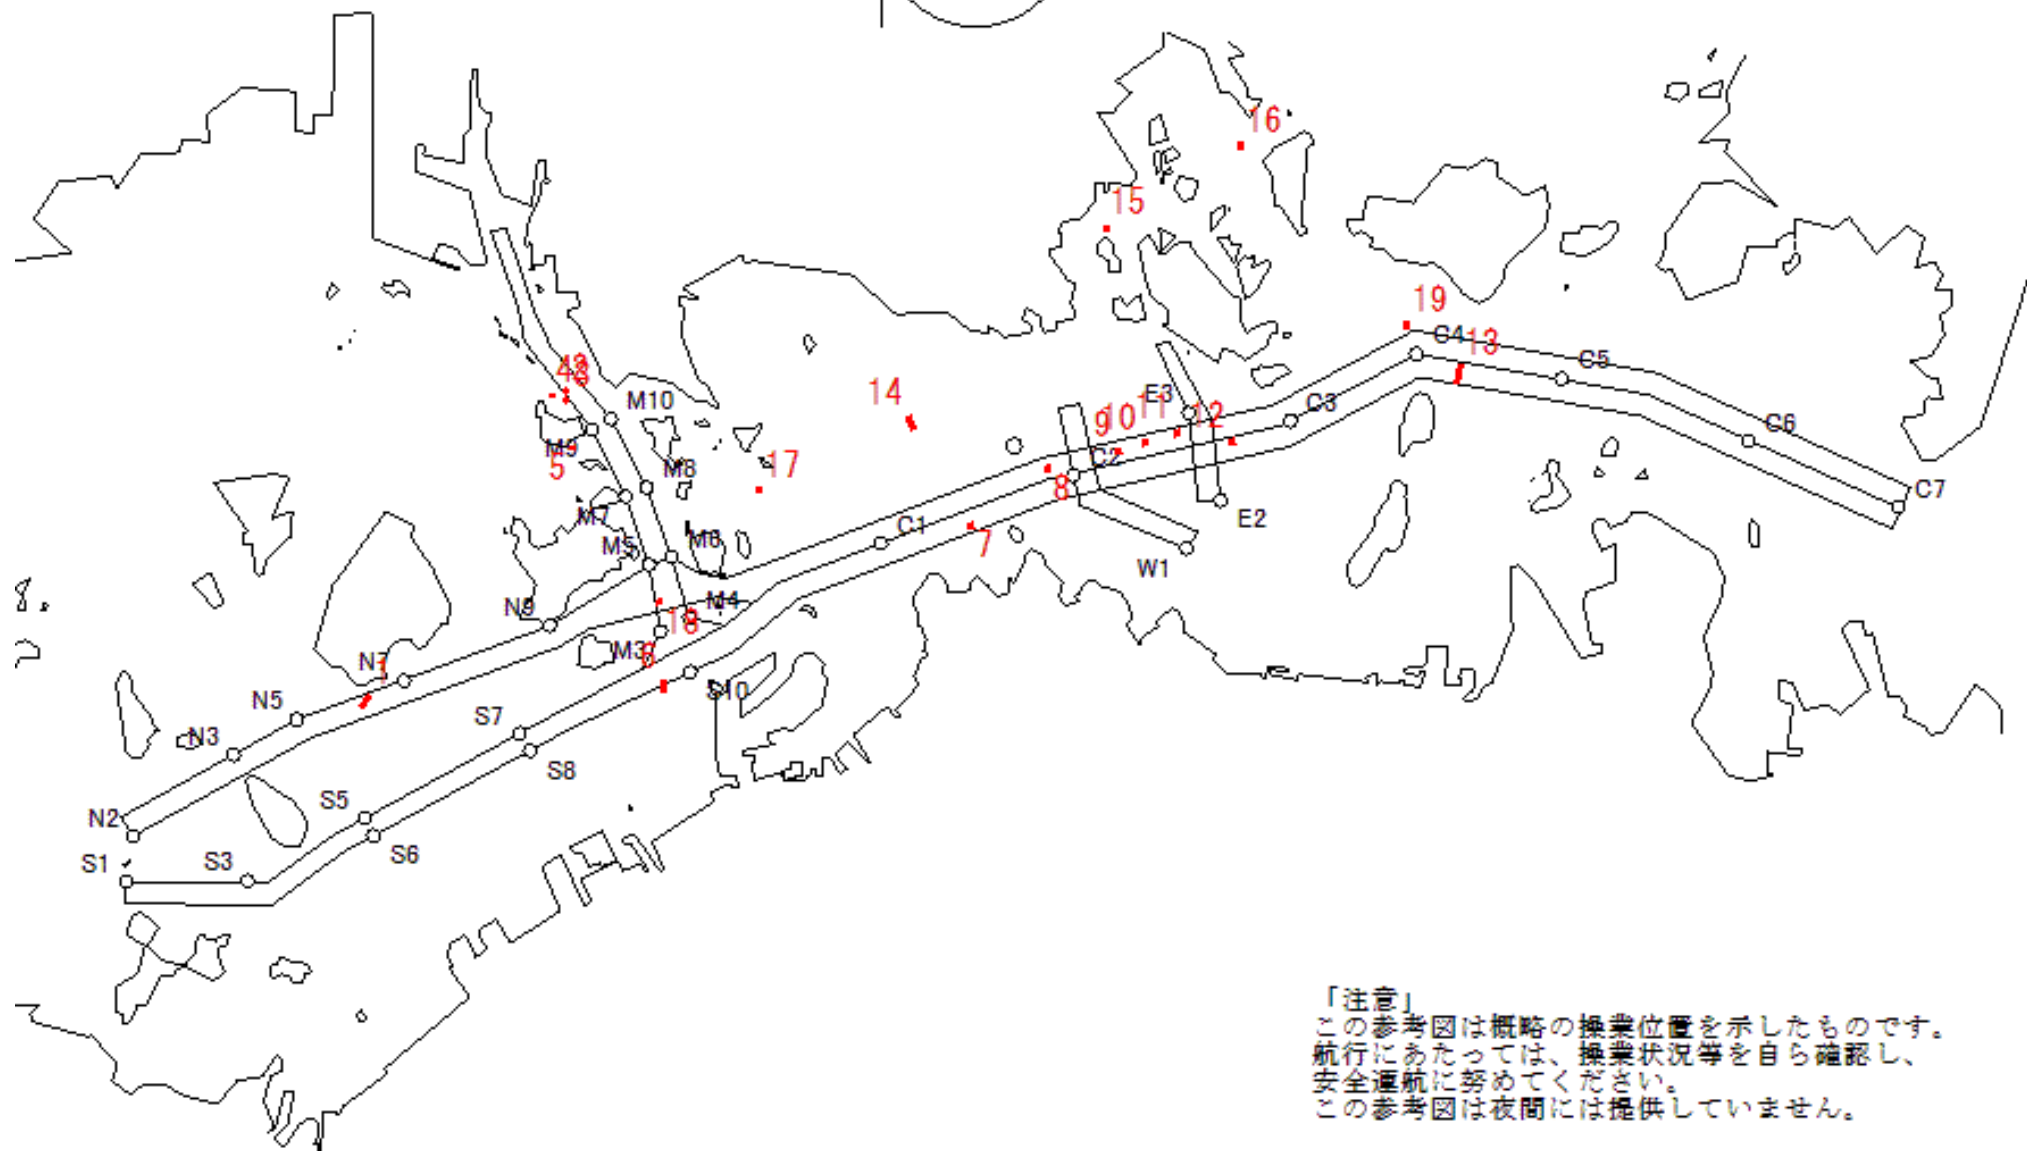 16
15
19
C4
13
C5
4
M10
14
E3
9
10
11
12
C3
C6
M9
5
M8
17
C2
8
C7
M7
E2
C1
M5
M6
7
W1
N9
M4
18
M3
6
N7
1
S10
N5
N3
S7
S8
S5
N2
S6
S1
S3
「注意」
この参考図は概略の操業位置を示したものです。
航行にあたっては、操業状況等を自ら確認し、
安全運航に努めてください。
この参考図は夜間には提供していません。